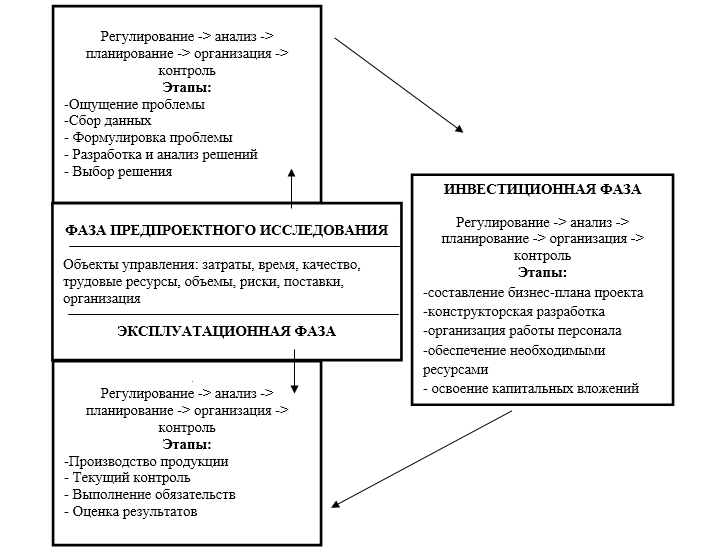 Регулирование -> анализ ->
планирование -> организация ->
контроль
Этапы:
-Ощущение проблемы
-Сбор данных
- Формулировка проблемы
- Разработка и анализ решений
- Выбор решения
ФАЗА ПРЕДПРОЕКТНОГО ИССЛЕДОВАНИЯ
Объекты управления: затраты, время, качество,
трудовые ресурсы, объемы, риски, поставки,
организация
ЭКСПЛУАТАЦИОННАЯ ФАЗА
Регулирование -> анализ ->
планирование -> организация ->
контроль
Этапы:
-Производство продукции
- Текущий контроль
- Выполнение обязательств
- Оценка результатов
ИНВЕСТИЦИОННАЯ ФАЗА
Регулирование -> анализ ->
планирование -> организация ->
контроль
Этапы:
-составление бизнес-плана проекта
-конструкторская разработка
-организация работы персонала
-обеспечение необходимыми
ресурсами
- освоение капитальных вложений